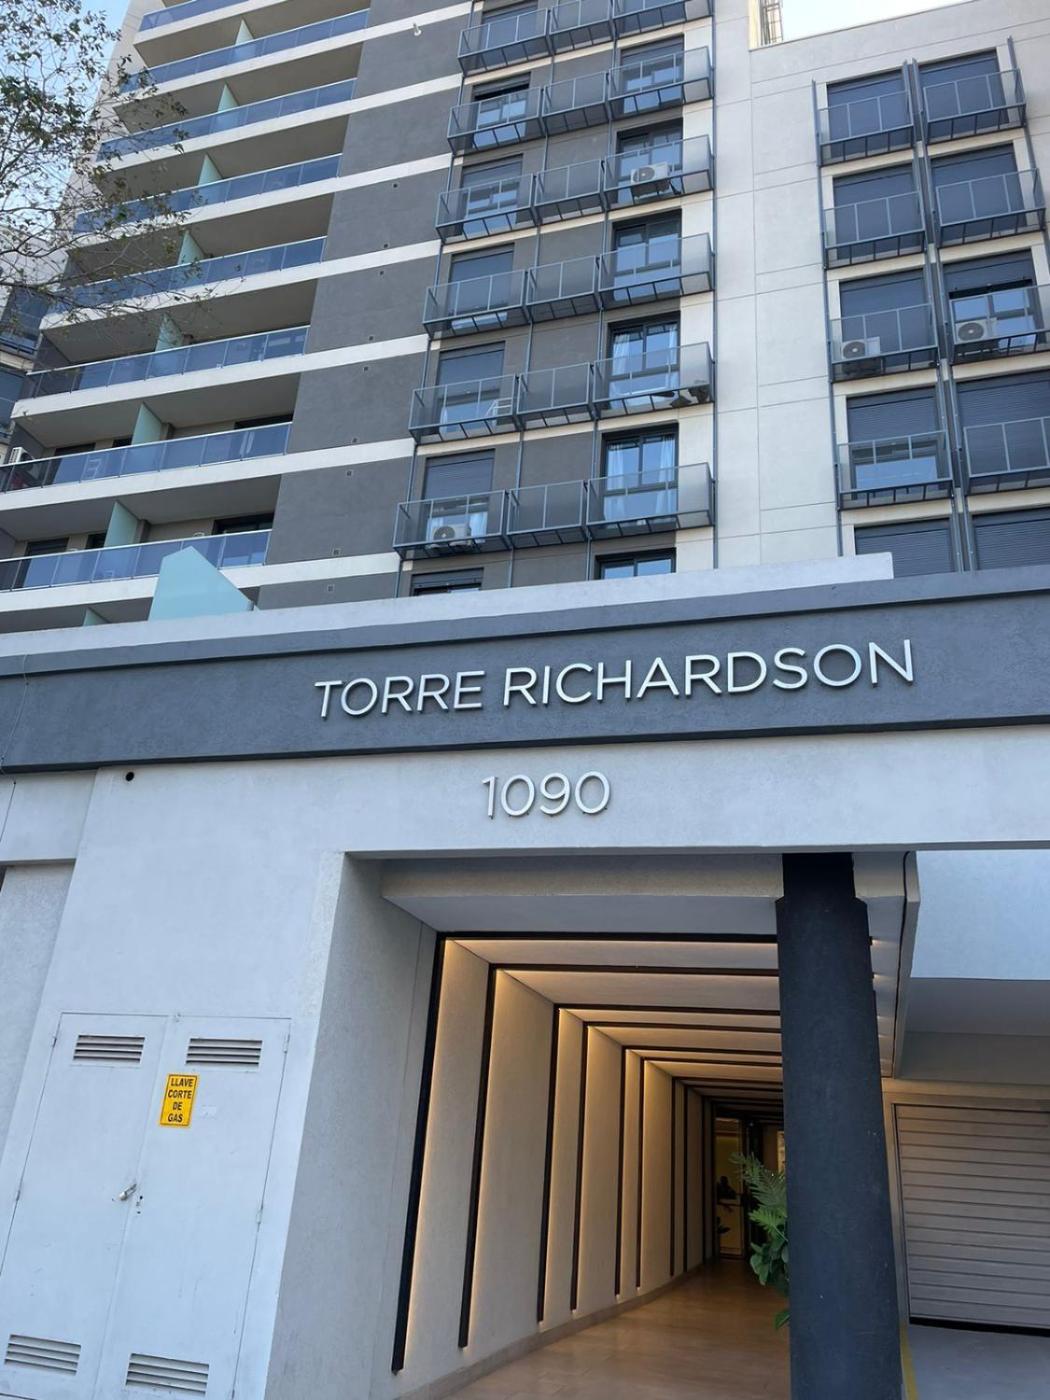 TORRE RICHARDSON
1090
LLAVE
CORTE
DE
GAS